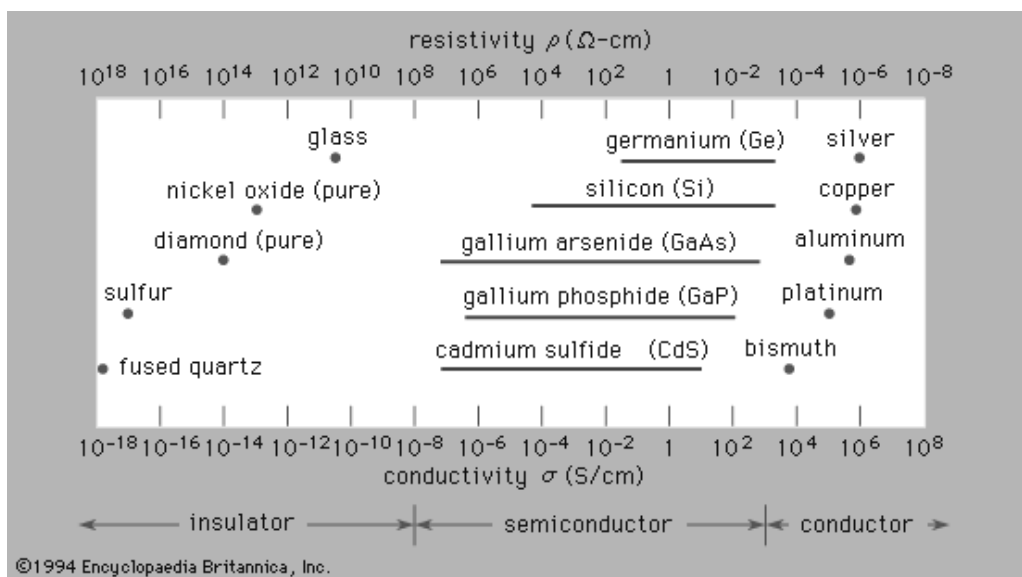 resistivity ρ (Ω-cm)
10¹⁸ 10¹⁶ 10¹⁴ 10¹² 10¹⁰ 10⁸ 10⁶ 10⁴ 10² 1 10⁻² 10⁻⁴ 10⁻⁶ 10⁻⁸
glass germanium (Ge) silver
nickel oxide (pure) silicon (Si) copper
diamond (pure) gallium arsenide (GaAs) aluminum
sulfur gallium phosphide (GaP) platinum
fused quartz cadmium sulfide (CdS) bismuth
10⁻¹⁸ 10⁻¹⁶ 10⁻¹⁴ 10⁻¹² 10⁻¹⁰ 10⁻⁸ 10⁻⁶ 10⁻⁴ 10⁻² 1 10² 10⁴ 10⁶ 10⁸
conductivity σ (S/cm)
insulator semiconductor conductor
©1994 Encyclopaedia Britannica, Inc.